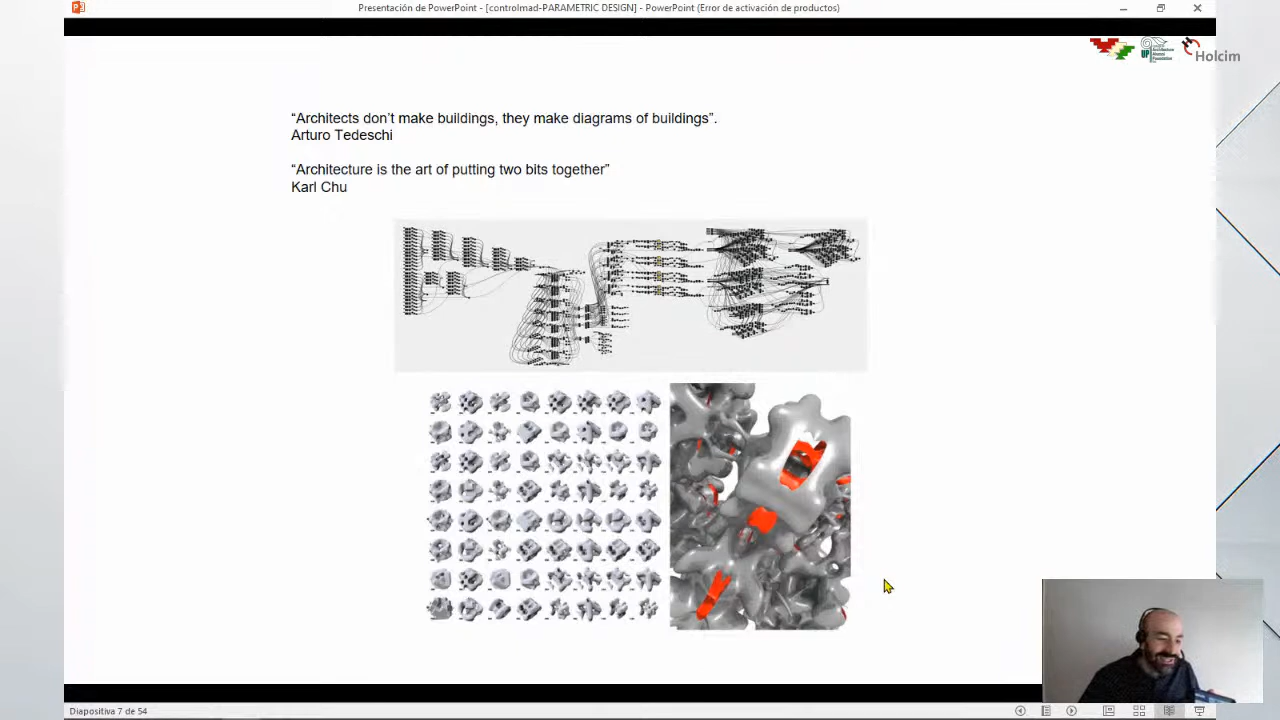 Presentación de PowerPoint - [controlmad-PARAMETRIC DESIGN] - PowerPoint (Error de activación de productos)
UP
Holcim
“Architects don’t make buildings, they make diagrams of buildings”.
Arturo Tedeschi
“Architecture is the art of putting two bits together”
Karl Chu
Diapositiva 7 de 54